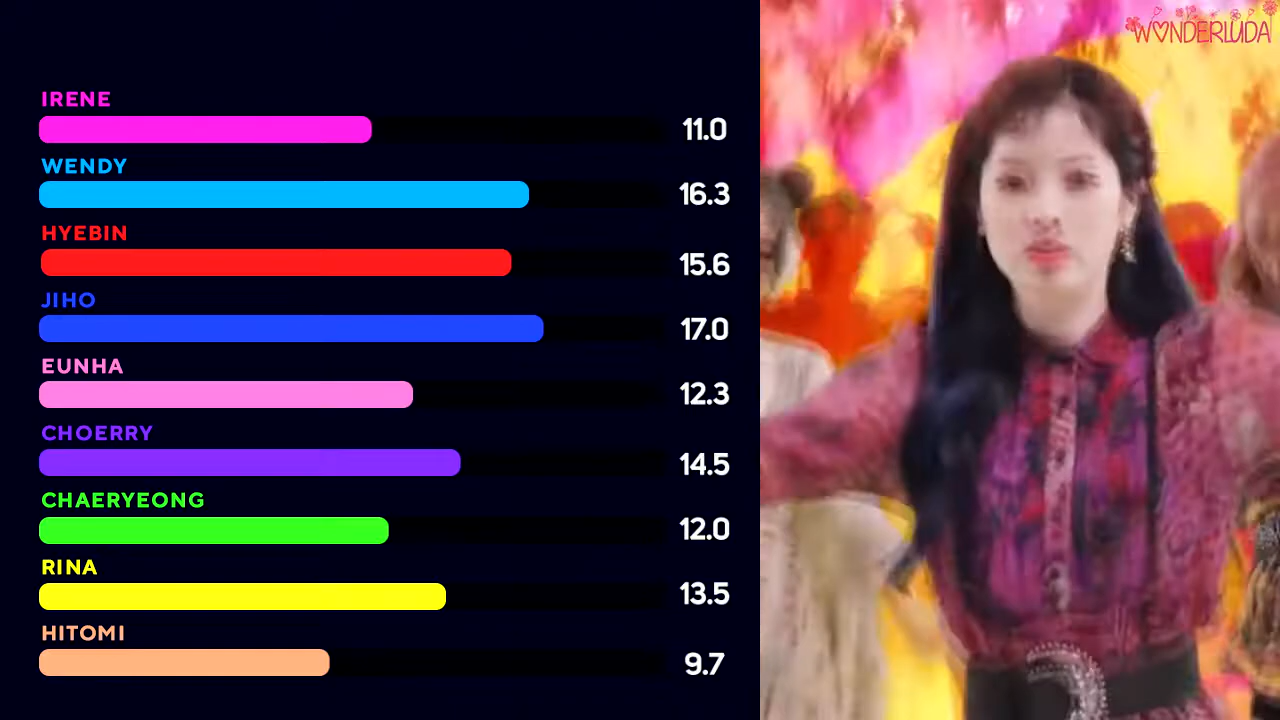 IRENE
11.0
WENDY
16.3
HYEBIN
15.6
JIHO
17.0
EUNHA
12.3
CHOERRY
14.5
CHAERYEONG
12.0
RINA
13.5
HITOMI
9.7
WONDERLUDA